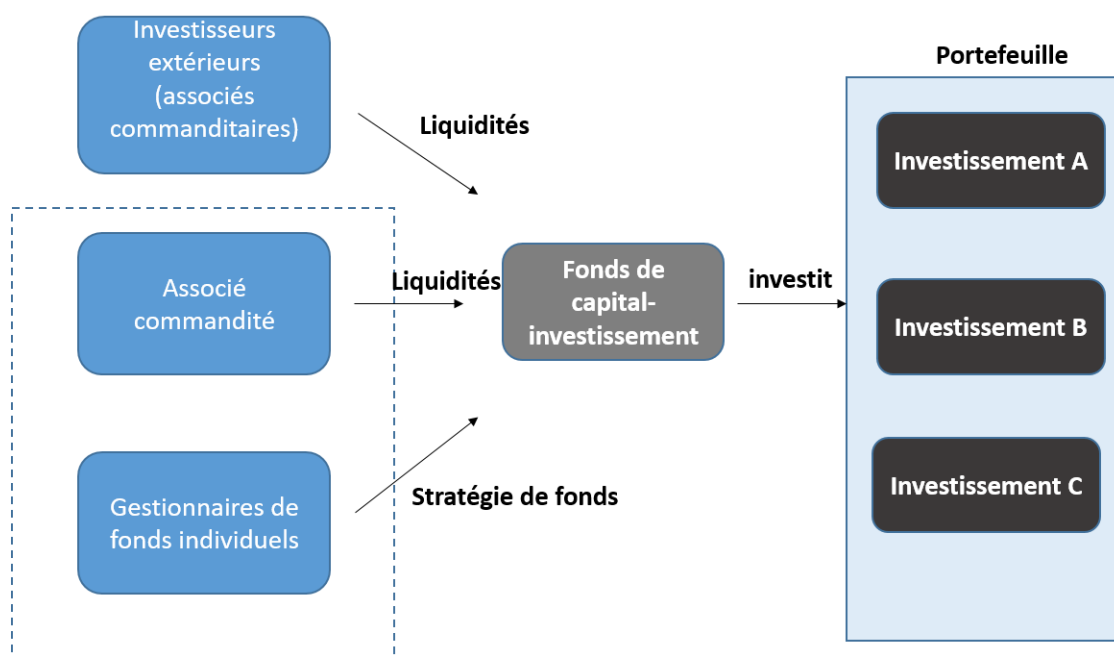 Investisseurs
extérieurs
(associés
commanditaires)
Liquidités
Associé
commandité
Liquidités
Gestionnaires de
fonds individuels
Stratégie de fonds
Fonds de
capital-
investissement
investit
Portefeuille
Investissement A
Investissement B
Investissement C